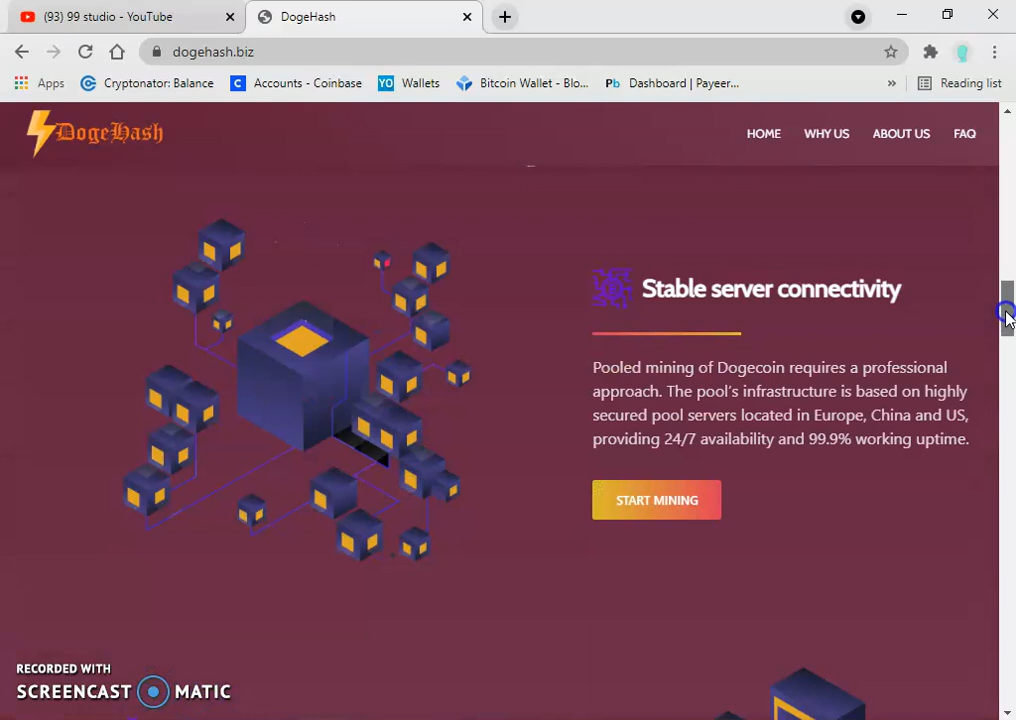 (93) 99 studio - YouTube
DogeHash
dogehash.biz
Apps
Cryptonator: Balance
Accounts - Coinbase
YO Wallets
Bitcoin Wallet - Blo...
Pb Dashboard | Payeer...
»
Reading list
DogeHash
HOME
WHY US
ABOUT US
FAQ
Stable server connectivity
Pooled mining of Dogecoin requires a professional
approach. The pool's infrastructure is based on highly
secured pool servers located in Europe, China and US,
providing 24/7 availability and 99.9% working uptime.
START MINING
RECORDED WITH
SCREENCAST MATIC